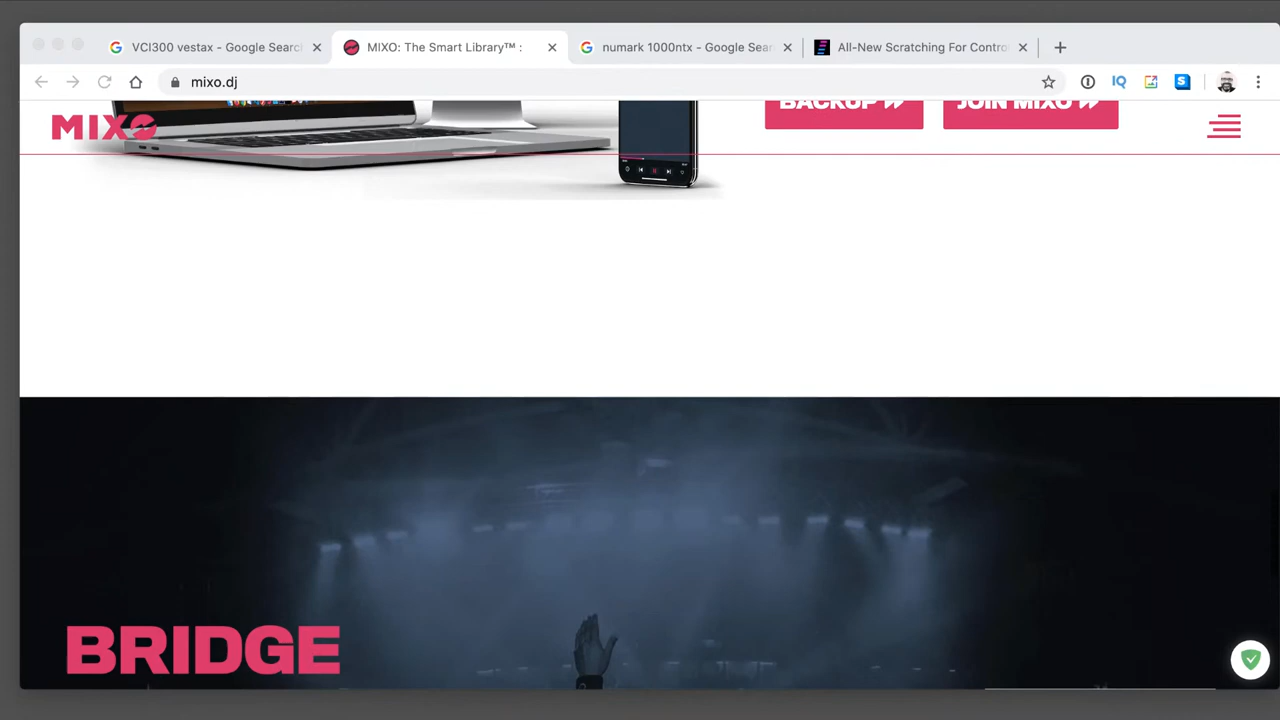 VCI300 vestax - Google Search
MIXO: The Smart Library™ :
numark 1000ntx - Google Sear
All-New Scratching For Contro
mixo.dj
MIXO
BACKUP
JOIN MIXO
BRIDGE